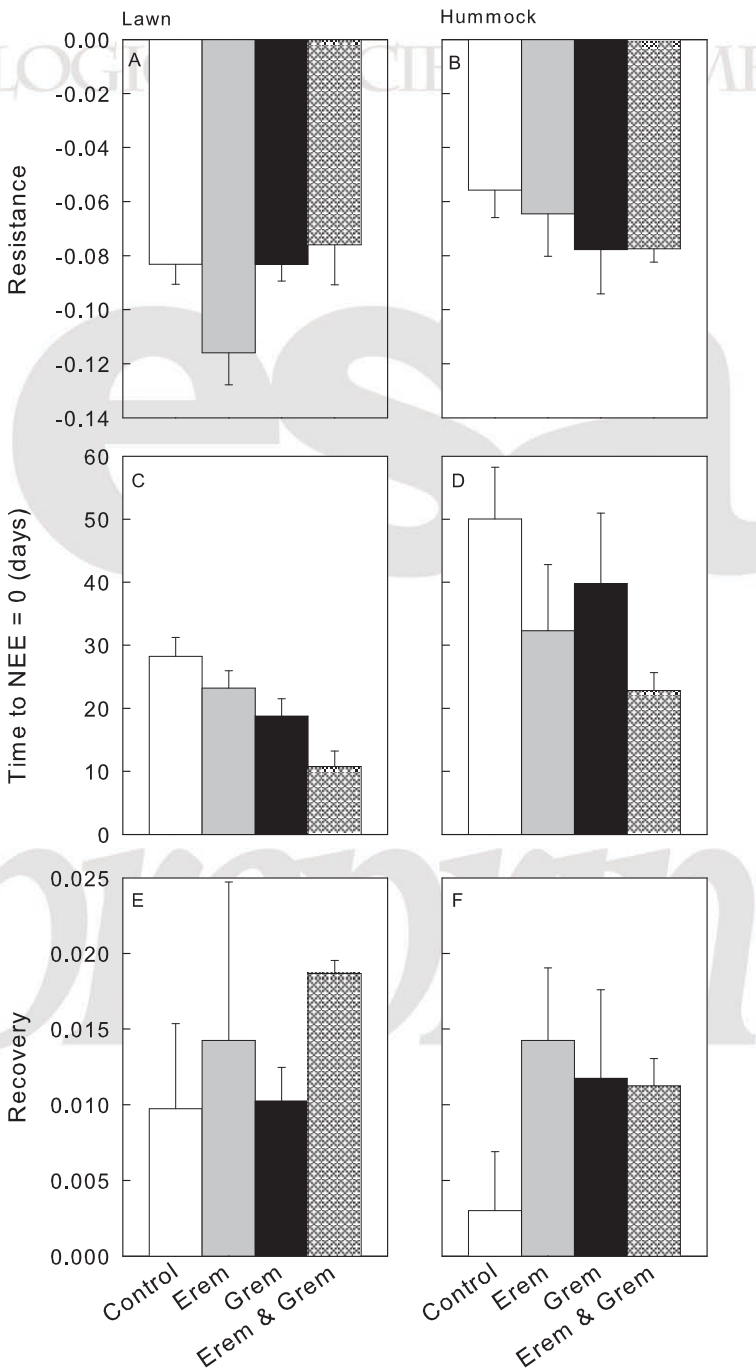 Lawn
Hummock
A
B
0.00
-0.02
-0.04
-0.06
-0.08
-0.10
-0.12
-0.14
Resistance
C
D
60
50
40
30
20
10
0
Time to NEE = 0 (days)
E
F
0.025
0.020
0.015
0.010
0.005
0.000
Recovery
Control
Erem
Grem
Erem & Grem
Control
Erem
Grem
Erem & Grem
esa